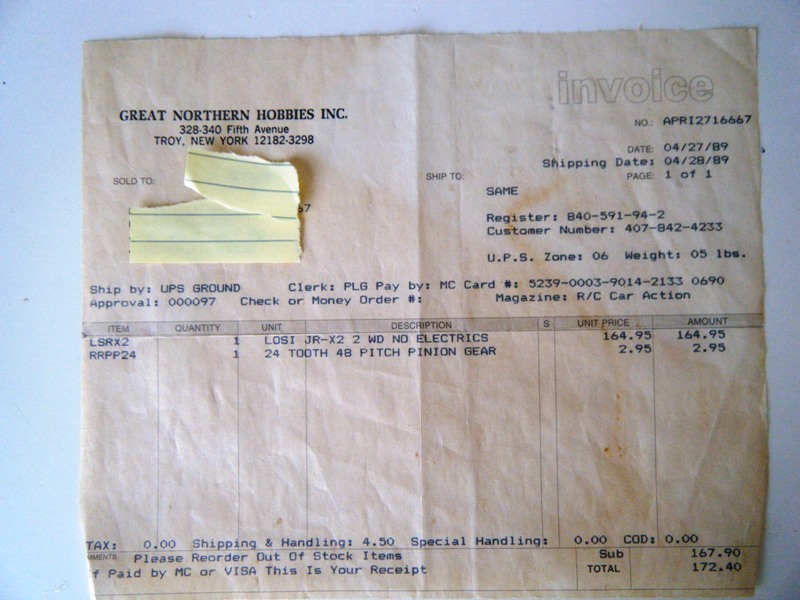 invoice
GREAT NORTHERN HOBBIES INC.
328-340 Fifth Avenue
TROY, NEW YORK 12182-3298
NO.: APRI2716667
DATE: 04/27/89
Shipping Date: 04/28/89
PAGE: 1 of 1
SOLD TO:
67
SHIP TO:
SAME
Register: 840-591-94-2
Customer Number: 407-842-4233
U.P.S. Zone: 06 Weight: 05 lbs.
Ship by: UPS GROUND Clerk: PLG Pay by: MC Card #: 5239-0003-9014-2133 0690
Approval: 000097 Check or Money Order #: Magazine: R/C Car Action
ITEM QUANTITY UNIT DESCRIPTION S UNIT PRICE AMOUNT
LSRX2 1 LOSI JR-X2 2 WD NO ELECTRICS 164.95 164.95
RRPP24 1 24 TOOTH 48 PITCH PINION GEAR 2.95 2.95
TAX: 0.00 Shipping & Handling: 4.50 Special Handling: 0.00 COD: 0.00
MMENTS: Please Reorder Out Of Stock Items Sub 167.90
f Paid by MC or VISA This Is Your Receipt TOTAL 172.40